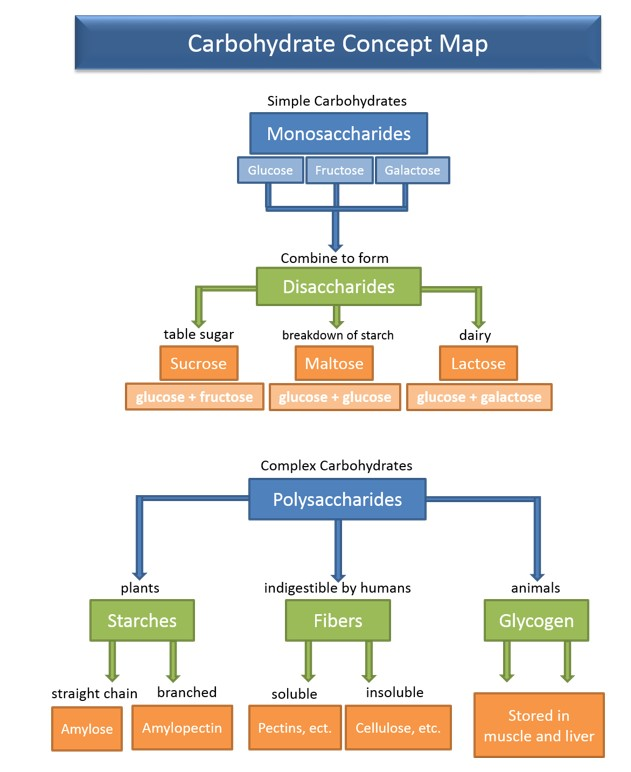 Carbohydrate Concept Map
Simple Carbohydrates
Monosaccharides
Glucose
Fructose
Galactose
Combine to form
Disaccharides
table sugar
breakdown of starch
dairy
Sucrose
Maltose
Lactose
glucose + fructose
glucose + glucose
glucose + galactose
Complex Carbohydrates
Polysaccharides
plants
indigestible by humans
animals
Starches
Fibers
Glycogen
straight chain
branched
soluble
insoluble
Amylose
Amylopectin
Pectins, ect.
Cellulose, etc.
Stored in
muscle and liver